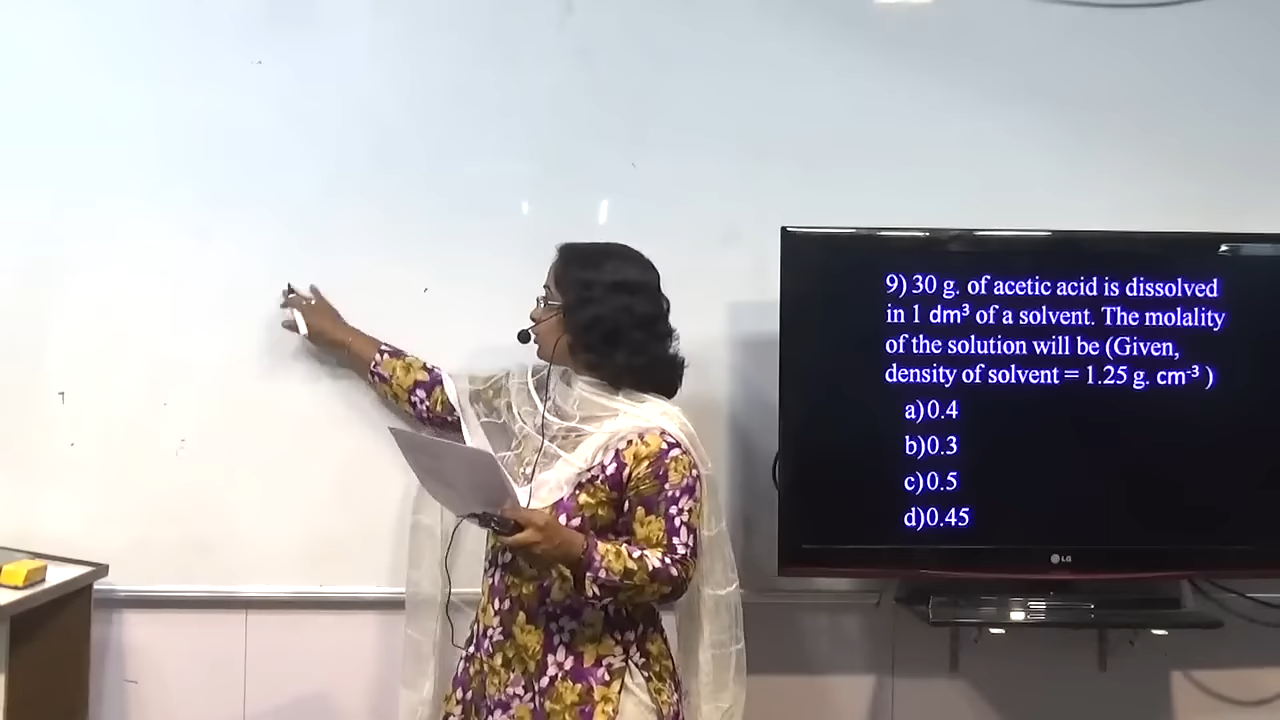 9) 30 g. of acetic acid is dissolved
in 1 dm³ of a solvent. The molality
of the solution will be (Given,
density of solvent = 1.25 g. cm⁻³ )
a)0.4
b)0.3
c)0.5
d)0.45
LG